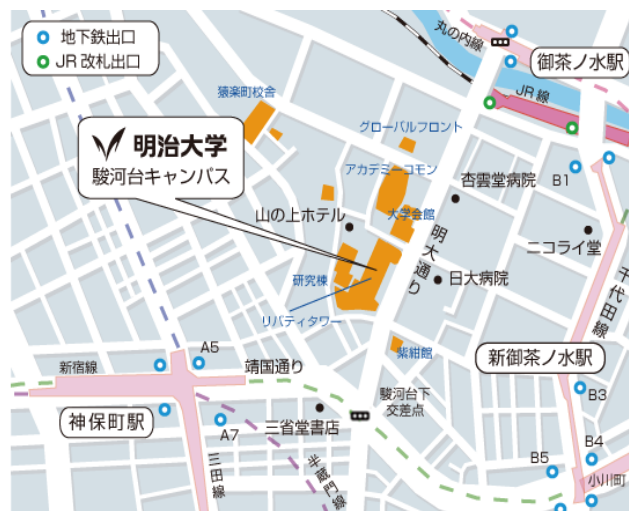 地下鉄出口
JR改札出口
丸の内線
御茶ノ水駅
JR線
猿楽町校舎
グローバルフロント
明治大学
駿河台キャンパス
アカデミーコモン
杏雲堂病院
B1
山の上ホテル
大学会館
明大通り
ニコライ堂
千代田線
研究棟
日大病院
リバティタワー
紫紺館
新御茶ノ水駅
A5
新宿線
靖国通り
駿河台下
交差点
B3
神保町駅
A7
三省堂書店
三田線
半蔵門線
B4
B5
小川町